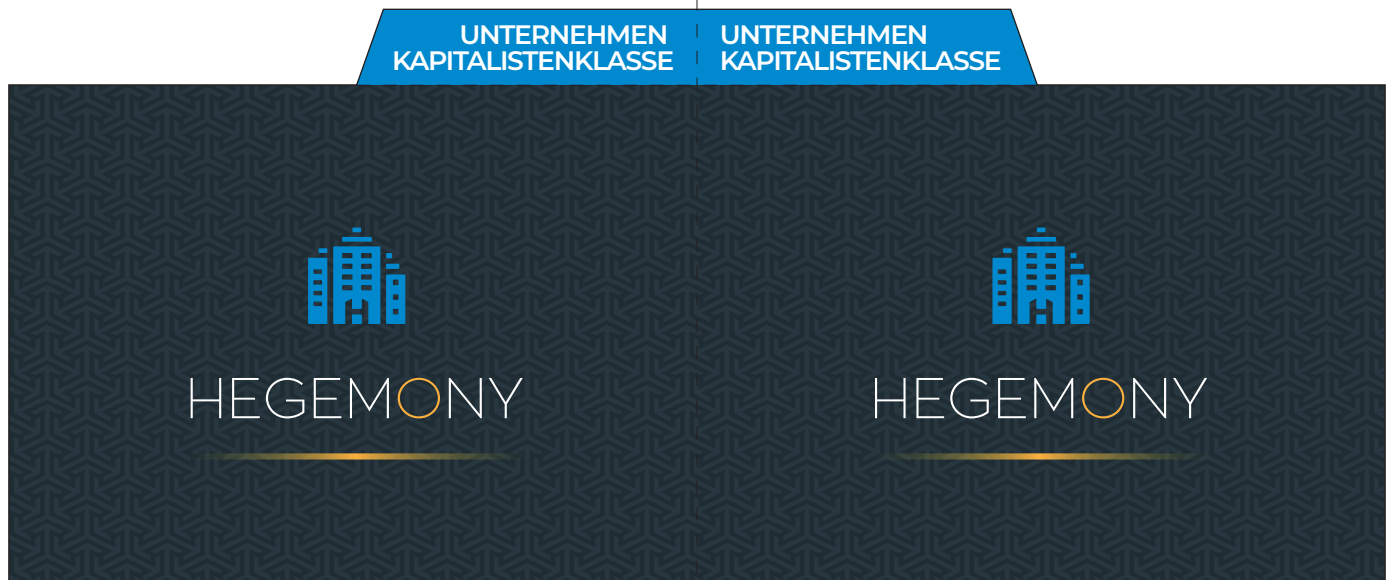 UNTERNEHMEN
KAPITALISTENKLASSE
UNTERNEHMEN
KAPITALISTENKLASSE
HEGEMONY
HEGEMONY